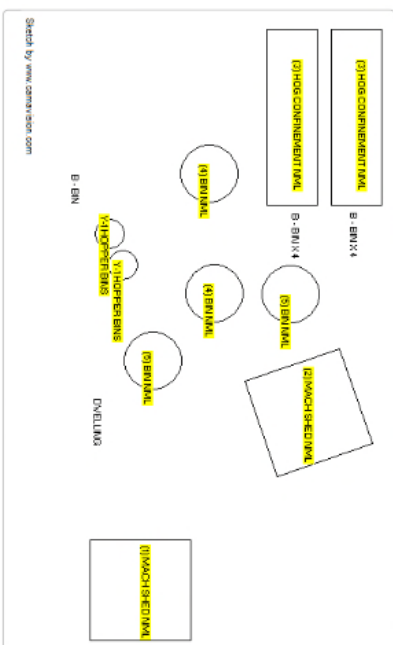 (3) HOG CONFINEMENT NML
B - BIN X 4
(3) HOG CONFINEMENT NML
B - BIN X 4
(2) MACH SHED NML
(5) BIN NML
(4) BIN NML
(4) BIN NML
(5) BIN NML
(1) MACH SHED NML
Y-1 HOPPER BINS
Y-1 HOPPER BINS
DWELLING
B - BIN
Sketch by www.camavision.com